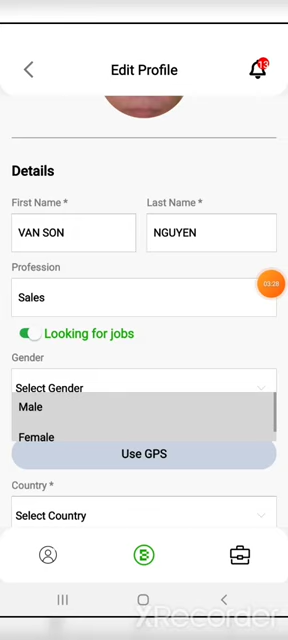 Edit Profile
13
Details
First Name *
Last Name *
VAN SON
NGUYEN
Profession
Sales
03:28
Looking for jobs
Gender
Select Gender
Male
Female
Use GPS
Country *
Select Country
XRecorder